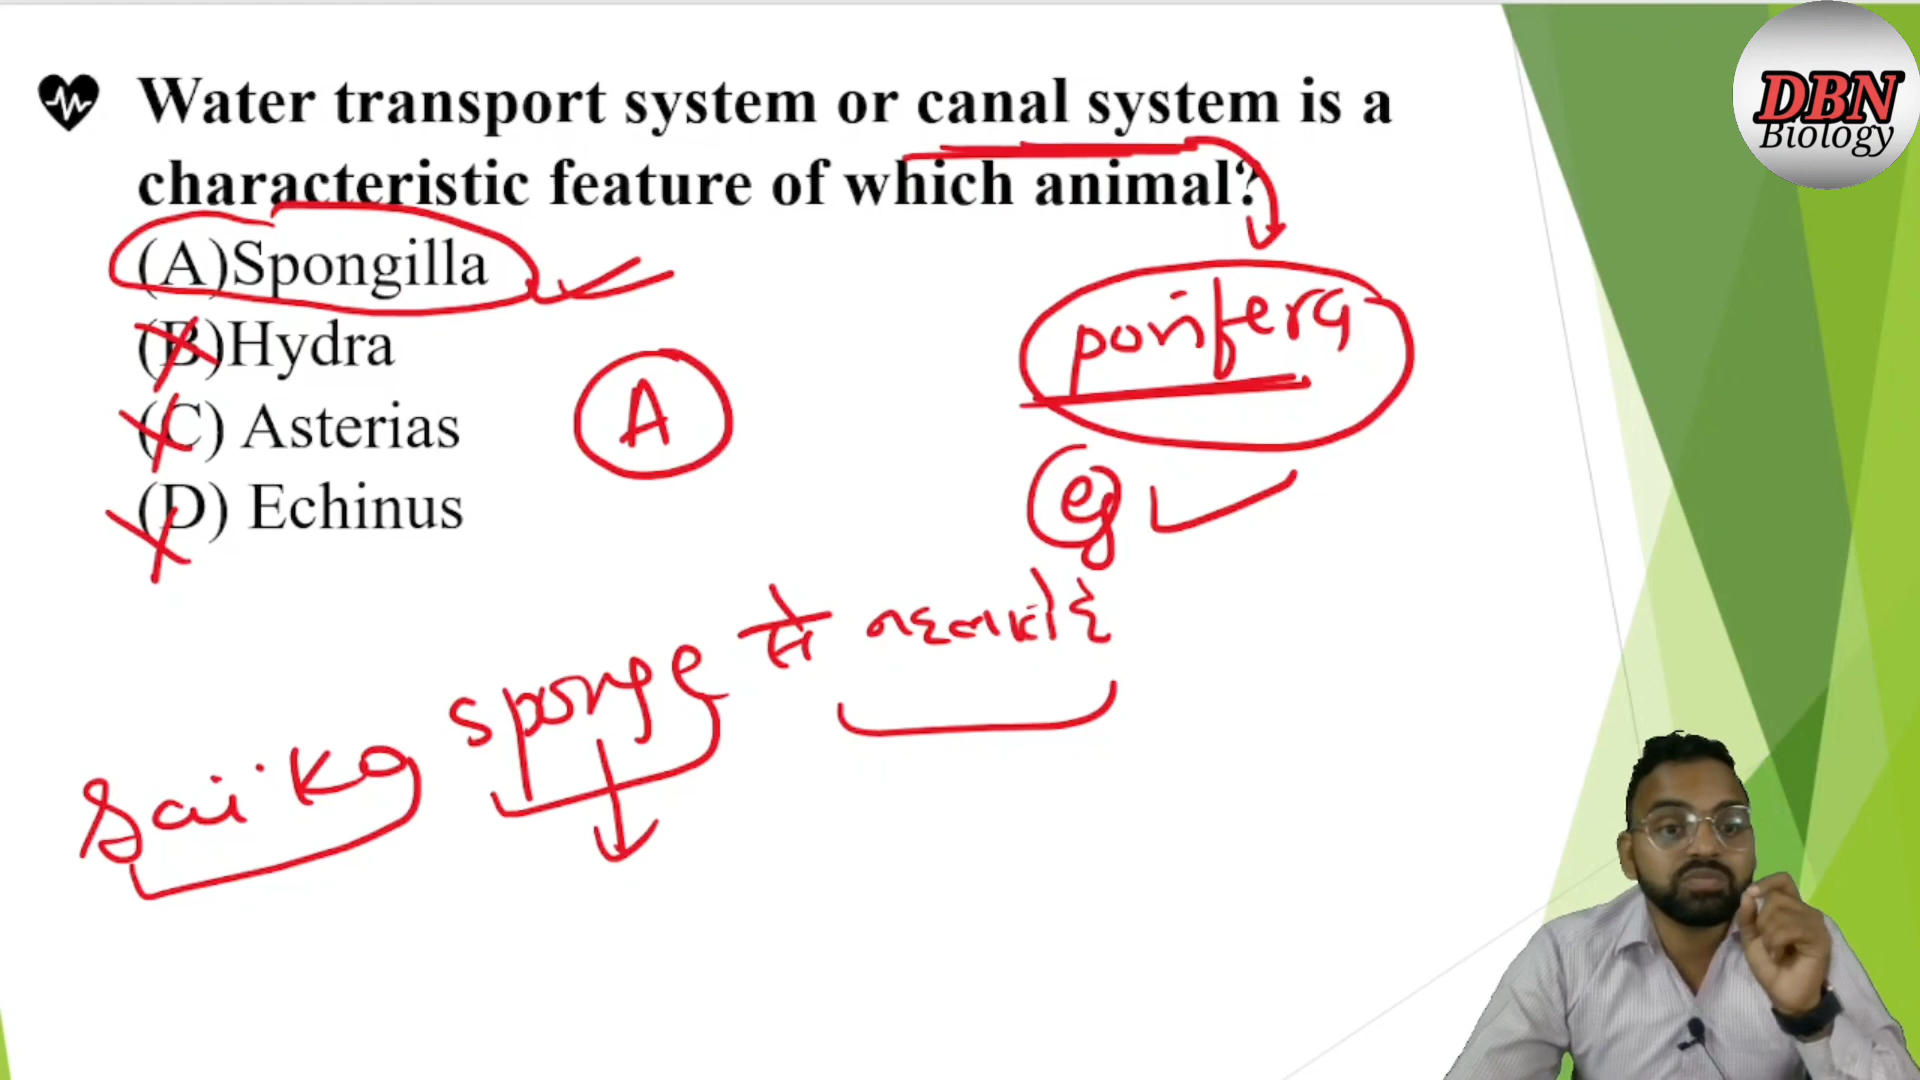 Water transport system or canal system is a
characteristic feature of which animal?
(A)Spongilla
(B)Hydra
(C) Asterias
(D) Echinus
A
porifera
eg
sponge
DBN
Biology